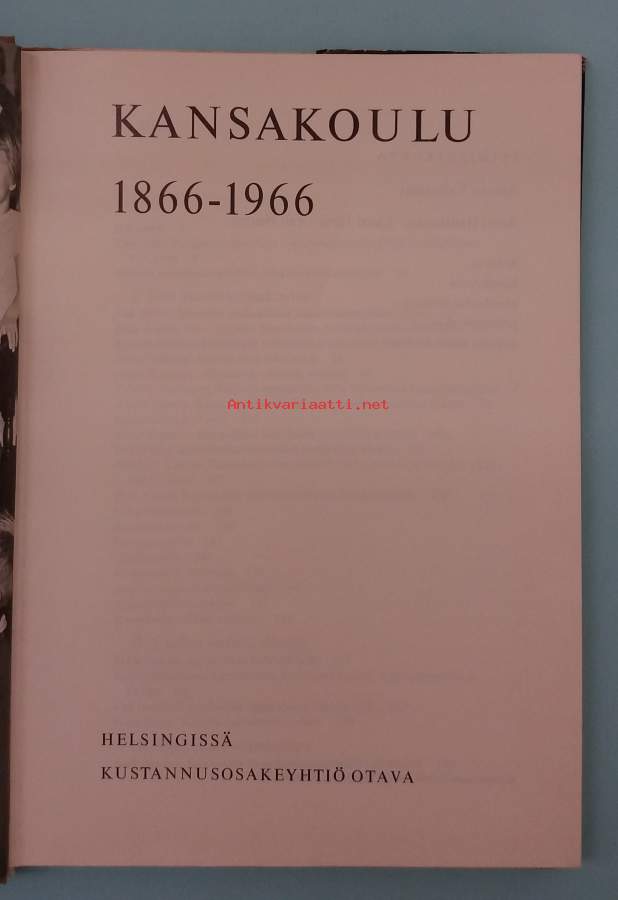 KANSAKOULU
1866-1966
Antikvariaatti.net
HELSINGISSÄ
KUSTANNUSOSAKEYHTIÖ OTAVA